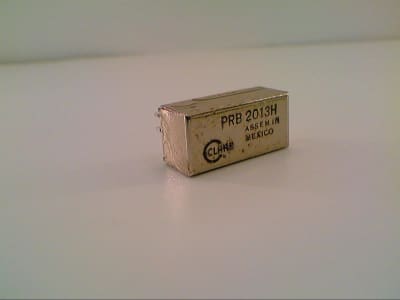 PRB 2013H
ASSEM. IN
MEXICO
CLARE